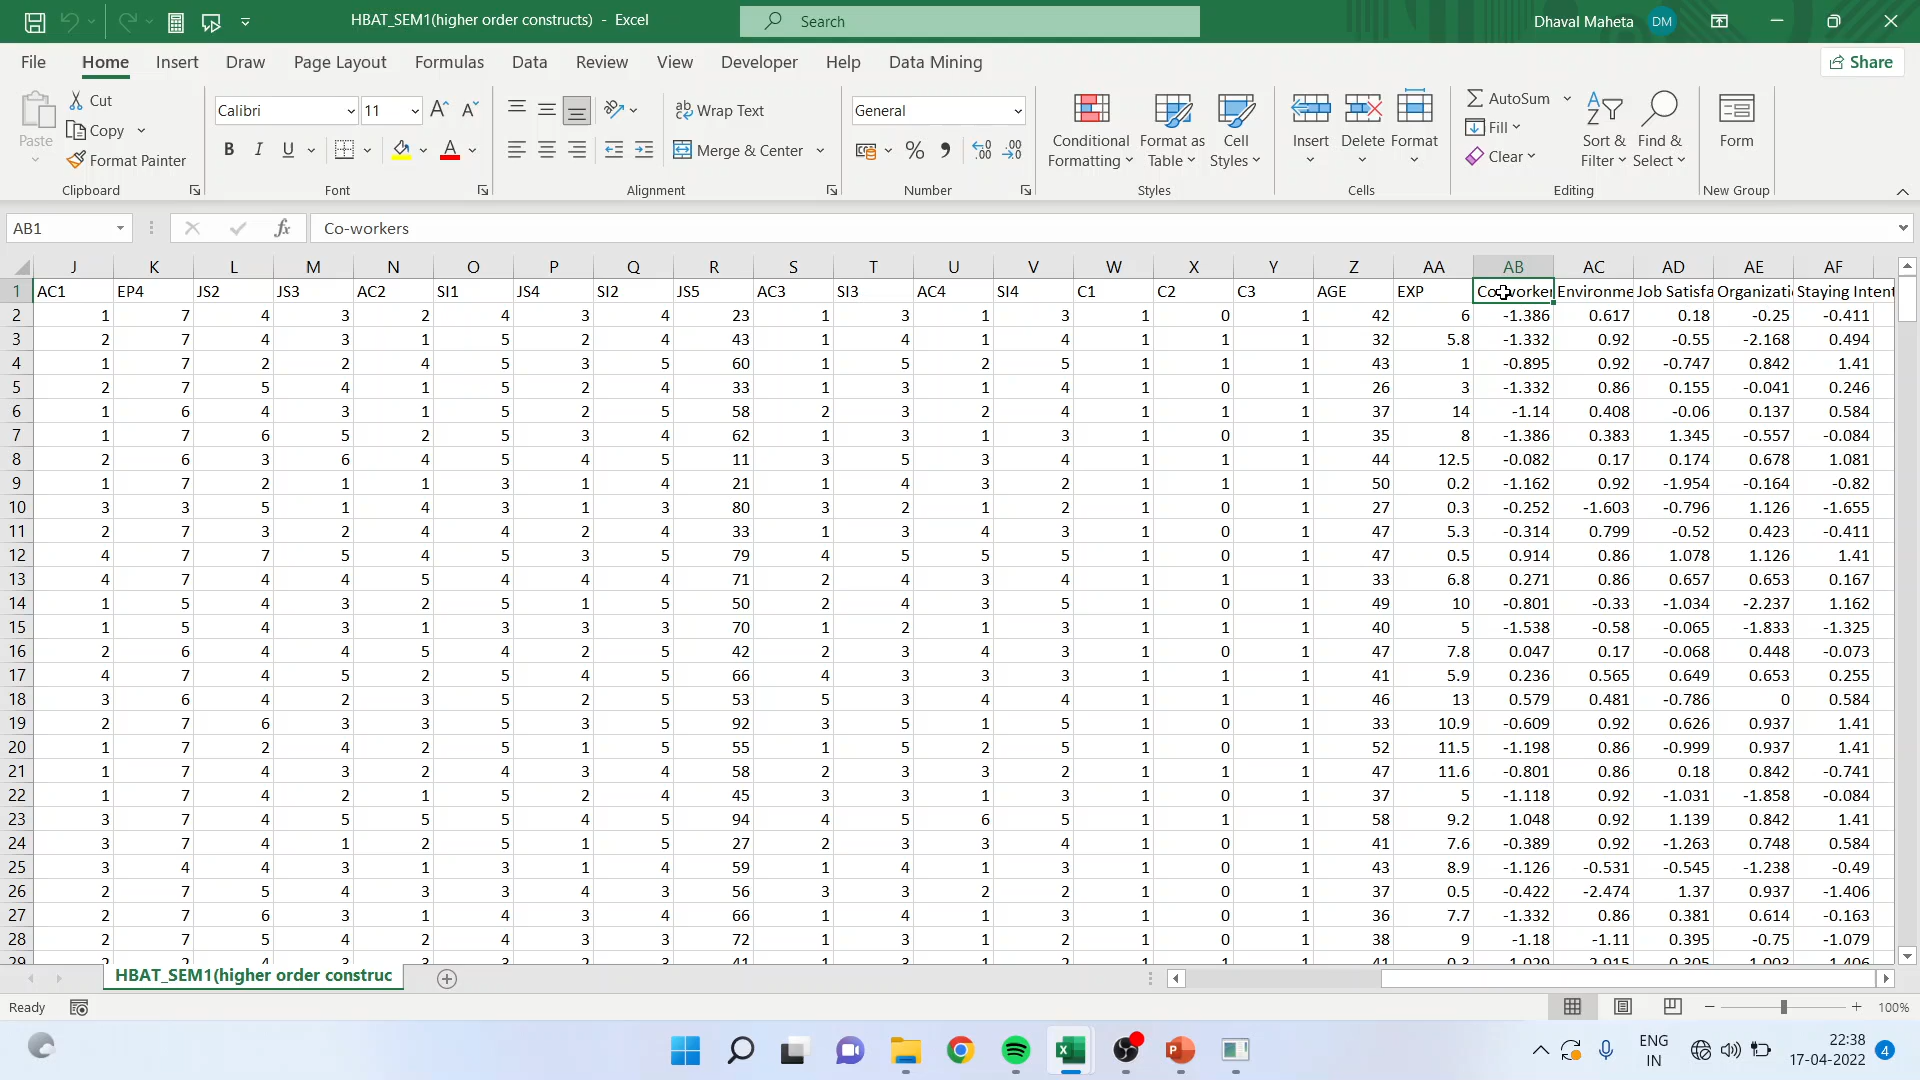 HBAT_SEM1(higher order constructs) - Excel
Search
Dhaval Maheta DM
File Home Insert Draw Page Layout Formulas Data Review View Developer Help Data Mining Share
Paste Cut Copy Format Painter Clipboard
Calibri 11 B I U A Font
Wrap Text Merge & Center Alignment
General % Number
Conditional Formatting Format as Table Cell Styles Styles
Insert Delete Format Cells
AutoSum Fill Clear Sort & Filter Find & Select Editing
Form New Group
AB1 fx Co-workers
J K L M N O P Q R S T U V W X Y Z AA AB AC AD AE AF
1 AC1 EP4 JS2 JS3 AC2 SI1 JS4 SI2 JS5 AC3 SI3 AC4 SI4 C1 C2 C3 AGE EXP Co-worker Environme Job Satisfa Organizati Staying Intent
2 1 7 4 3 2 4 3 4 23 1 3 1 3 1 0 1 42 6 -1.386 0.617 0.18 -0.25 -0.411
3 2 7 4 3 1 5 2 4 43 1 4 1 4 1 1 1 32 5.8 -1.332 0.92 -0.55 -2.168 0.494
4 1 7 2 2 4 5 3 5 60 1 5 2 5 1 1 1 43 1 -0.895 0.92 -0.747 0.842 1.41
5 2 7 5 4 1 5 2 4 33 1 3 1 4 1 0 1 26 3 -1.332 0.86 0.155 -0.041 0.246
6 1 6 4 3 1 5 2 5 58 2 3 2 4 1 1 1 37 14 -1.14 0.408 -0.06 0.137 0.584
7 1 7 6 5 2 5 3 4 62 1 3 1 3 1 0 1 35 8 -1.386 0.383 1.345 -0.557 -0.084
8 2 6 3 6 4 5 4 5 11 3 5 3 4 1 1 1 44 12.5 -0.082 0.17 0.174 0.678 1.081
9 1 7 2 1 1 3 1 4 21 1 4 3 2 1 1 1 50 0.2 -1.162 0.92 -1.954 -0.164 -0.82
10 3 3 5 1 4 3 1 3 80 3 2 1 2 1 0 1 27 0.3 -0.252 -1.603 -0.796 1.126 -1.655
11 2 7 3 2 4 4 2 4 33 1 3 4 3 1 0 1 47 5.3 -0.314 0.799 -0.52 0.423 -0.411
12 4 7 7 5 4 5 3 5 79 4 5 5 5 1 0 1 47 0.5 0.914 0.86 1.078 1.126 1.41
13 4 7 4 4 5 4 4 4 71 2 4 3 4 1 1 1 33 6.8 0.271 0.86 0.657 0.653 0.167
14 1 5 4 3 2 5 1 5 50 2 4 3 5 1 0 1 49 10 -0.801 -0.33 -1.034 -2.237 1.162
15 1 5 4 3 1 3 3 3 70 1 2 1 3 1 1 1 40 5 -1.538 -0.58 -0.065 -1.833 -1.325
16 2 6 4 4 5 4 2 5 42 2 3 4 3 1 0 1 47 7.8 0.047 0.17 -0.068 0.448 -0.073
17 4 7 4 5 2 5 4 5 66 4 3 3 3 1 1 1 41 5.9 0.236 0.565 0.649 0.653 0.255
18 3 6 4 2 3 5 2 5 53 5 3 4 4 1 1 1 46 13 0.579 0.481 -0.786 0 0.584
19 2 7 6 3 3 5 3 5 92 3 5 1 5 1 0 1 33 10.9 -0.609 0.92 0.626 0.937 1.41
20 1 7 2 4 2 5 1 5 55 1 5 2 5 1 0 1 52 11.5 -1.198 0.86 -0.999 0.937 1.41
21 1 7 4 3 2 4 3 4 58 2 3 3 2 1 1 1 47 11.6 -0.801 0.86 0.18 0.842 -0.741
22 1 7 4 2 1 5 2 4 45 3 3 1 3 1 0 1 37 5 -1.118 0.92 -1.031 -1.858 -0.084
23 3 7 4 5 5 5 4 5 94 4 5 6 5 1 1 1 58 9.2 1.048 0.92 1.139 0.842 1.41
24 3 7 4 1 2 5 1 5 27 2 3 3 4 1 0 1 41 7.6 -0.389 0.92 -1.263 0.748 0.584
25 3 4 4 3 1 3 1 4 59 1 4 1 3 1 0 1 43 8.9 -1.126 -0.531 -0.545 -1.238 -0.49
26 2 7 5 4 3 3 4 3 56 3 3 2 2 1 0 1 37 0.5 -0.422 -2.474 1.37 0.937 -1.406
27 2 7 6 3 1 4 3 4 66 1 4 1 3 1 0 1 36 7.7 -1.332 0.86 0.381 0.614 -0.163
28 2 7 5 4 2 4 3 3 72 1 3 1 2 1 0 1 38 9 -1.18 -1.11 0.395 -0.75 -1.079
HBAT_SEM1(higher order construc
Ready 100%
ENG IN 22:38 17-04-2022 4